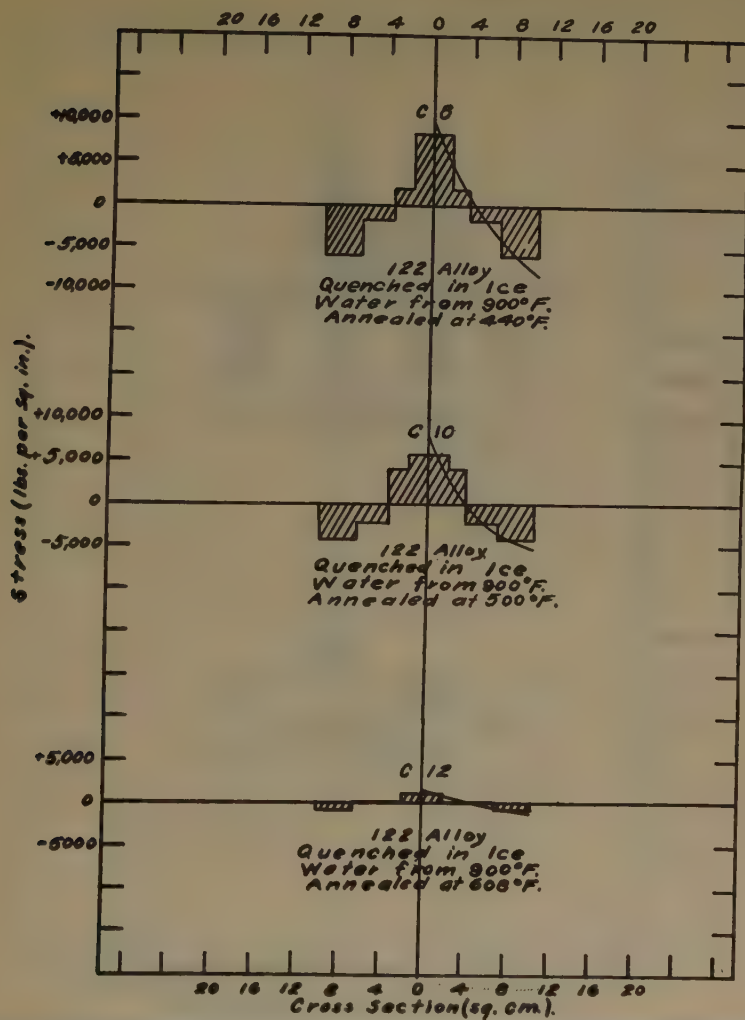 20 16 12 8 4 0 4 8 12 16 20
+10,000
+5,000
0
-5,000
-10,000
C 8
122 Alloy
Quenched in Ice
Water from 900°F.
Annealed at 440°F.
Stress (lbs. per sq. in.).
+10,000
+5,000
0
-5,000
C 10
122 Alloy
Quenched in Ice
Water from 900°F.
Annealed at 500°F.
+5,000
0
-5000
C 12
122 Alloy
Quenched in Ice
Water from 900°F.
Annealed at 608°F.
20 16 12 8 4 0 4 8 12 16 20
Cross Section (sq. cm.).